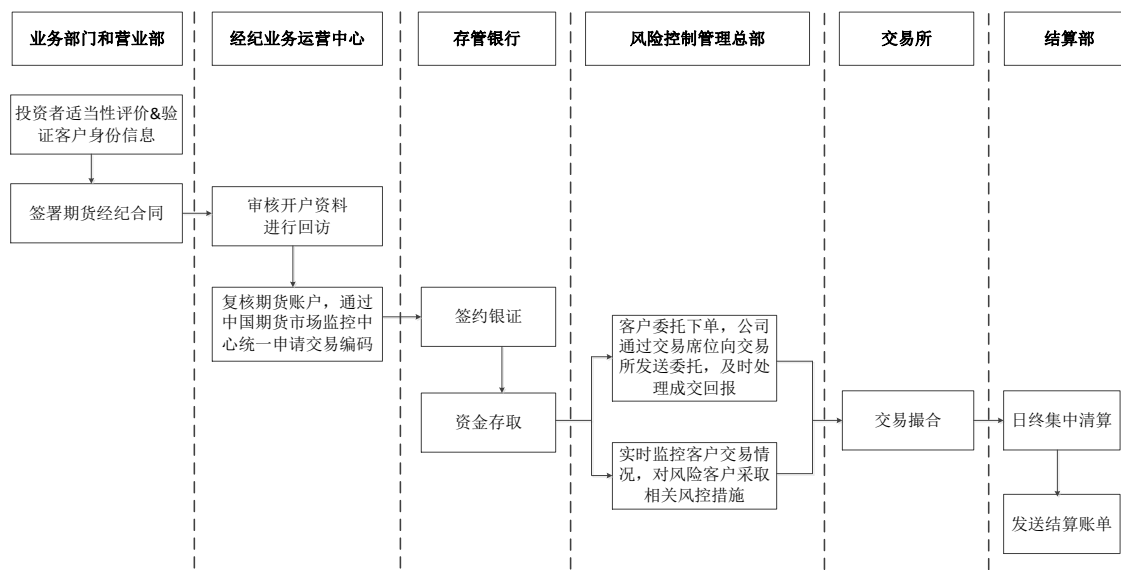 业务部门和营业部
经纪业务运营中心
存管银行
风险控制管理总部
交易所
结算部
投资者适当性评价&验
证客户身份信息
签署期货经纪合同
审核开户资料
进行回访
复核期货账户，通过
中国期货市场监控中
心统一申请交易编码
签约银证
资金存取
客户委托下单，公司
通过交易席位向交易
所发送委托，及时处
理成交回报
实时监控客户交易情
况，对风险客户采取
相关风控措施
交易撮合
日终集中清算
发送结算账单